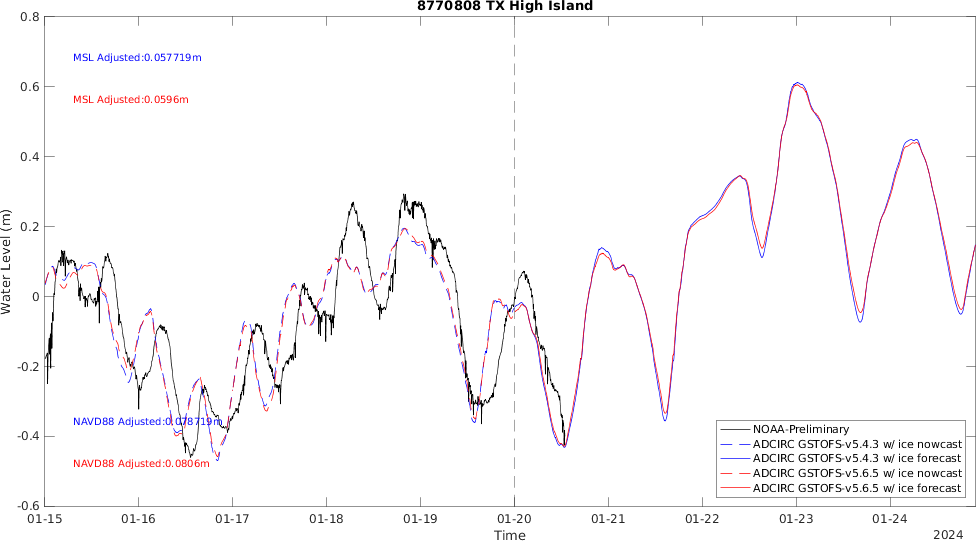 8770808 TX High Island
0.8
0.6
0.4
0.2
0
-0.2
-0.4
-0.6
Water Level (m)
MSL Adjusted:0.057719m
MSL Adjusted:0.0596m
NAVD88 Adjusted:0.078719m
NAVD88 Adjusted:0.0806m
NOAA-Preliminary
ADCIRC GSTOFS-v5.4.3 w/ ice nowcast
ADCIRC GSTOFS-v5.4.3 w/ ice forecast
ADCIRC GSTOFS-v5.6.5 w/ ice nowcast
ADCIRC GSTOFS-v5.6.5 w/ ice forecast
01-15 01-16 01-17 01-18 01-19 01-20 01-21 01-22 01-23 01-24
Time
2024